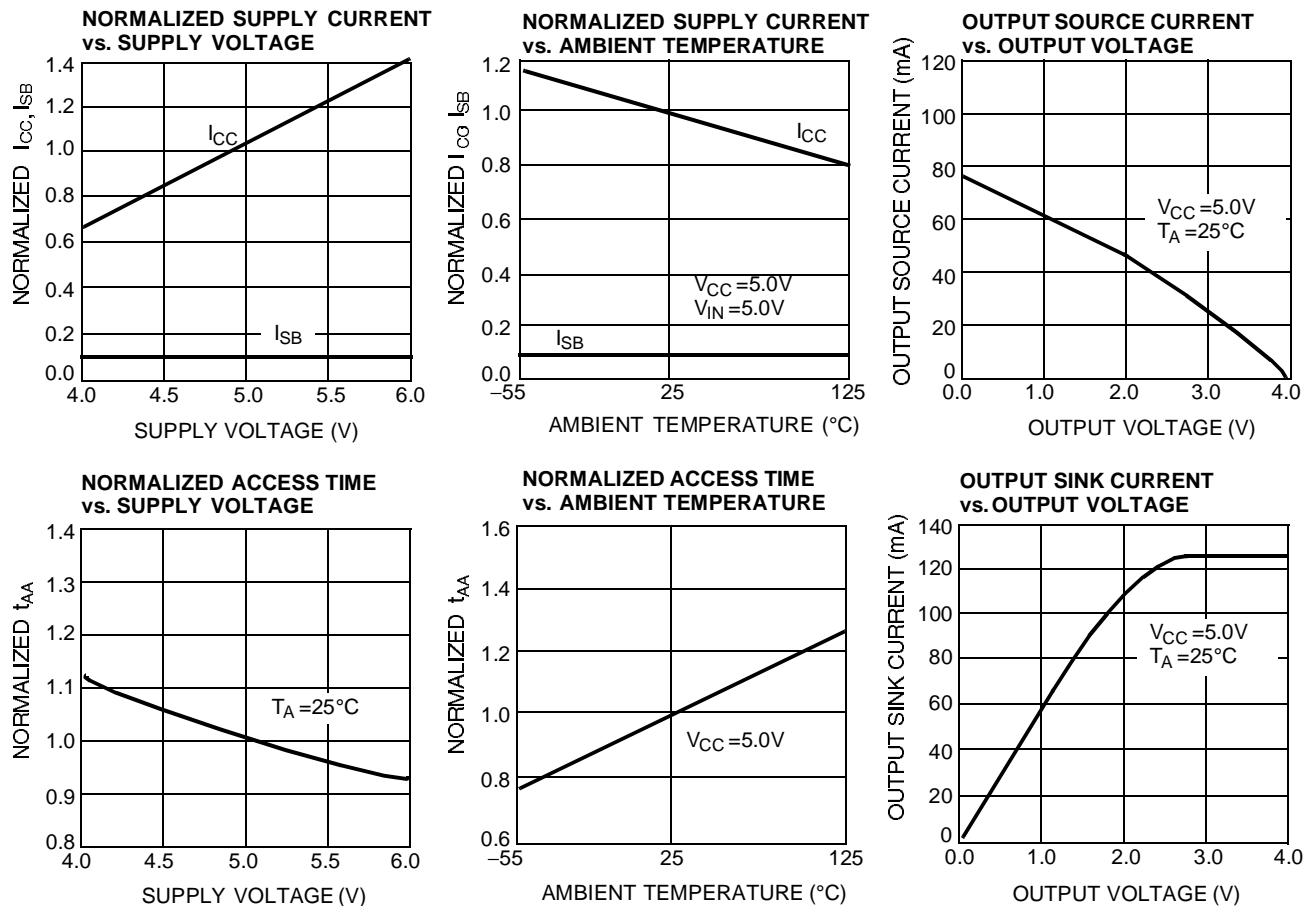 NORMALIZED SUPPLY CURRENT
vs. SUPPLY VOLTAGE
1.4
1.2
1.0
0.8
0.6
0.4
0.2
0.0
NORMALIZED ICC, ISB
ICC
ISB
4.0 4.5 5.0 5.5 6.0
SUPPLY VOLTAGE (V)
NORMALIZED SUPPLY CURRENT
vs. AMBIENT TEMPERATURE
1.2
1.0
0.8
0.6
0.4
0.2
0.0
NORMALIZED ICC, ISB
ICC
VCC =5.0V
VIN =5.0V
ISB
–55 25 125
AMBIENT TEMPERATURE (°C)
OUTPUT SOURCE CURRENT
vs. OUTPUT VOLTAGE
120
100
80
60
40
20
0
OUTPUT SOURCE CURRENT (mA)
VCC =5.0V
TA =25°C
0.0 1.0 2.0 3.0 4.0
OUTPUT VOLTAGE (V)
NORMALIZED ACCESS TIME
vs. SUPPLY VOLTAGE
1.4
1.3
1.2
1.1
1.0
0.9
0.8
NORMALIZED tAA
TA =25°C
4.0 4.5 5.0 5.5 6.0
SUPPLY VOLTAGE (V)
NORMALIZED ACCESS TIME
vs. AMBIENT TEMPERATURE
1.6
1.4
1.2
1.0
0.8
0.6
NORMALIZED tAA
VCC =5.0V
–55 25 125
AMBIENT TEMPERATURE (°C)
OUTPUT SINK CURRENT
vs. OUTPUT VOLTAGE
140
120
100
80
60
40
20
0
OUTPUT SINK CURRENT (mA)
VCC =5.0V
TA =25°C
0.0 1.0 2.0 3.0 4.0
OUTPUT VOLTAGE (V)